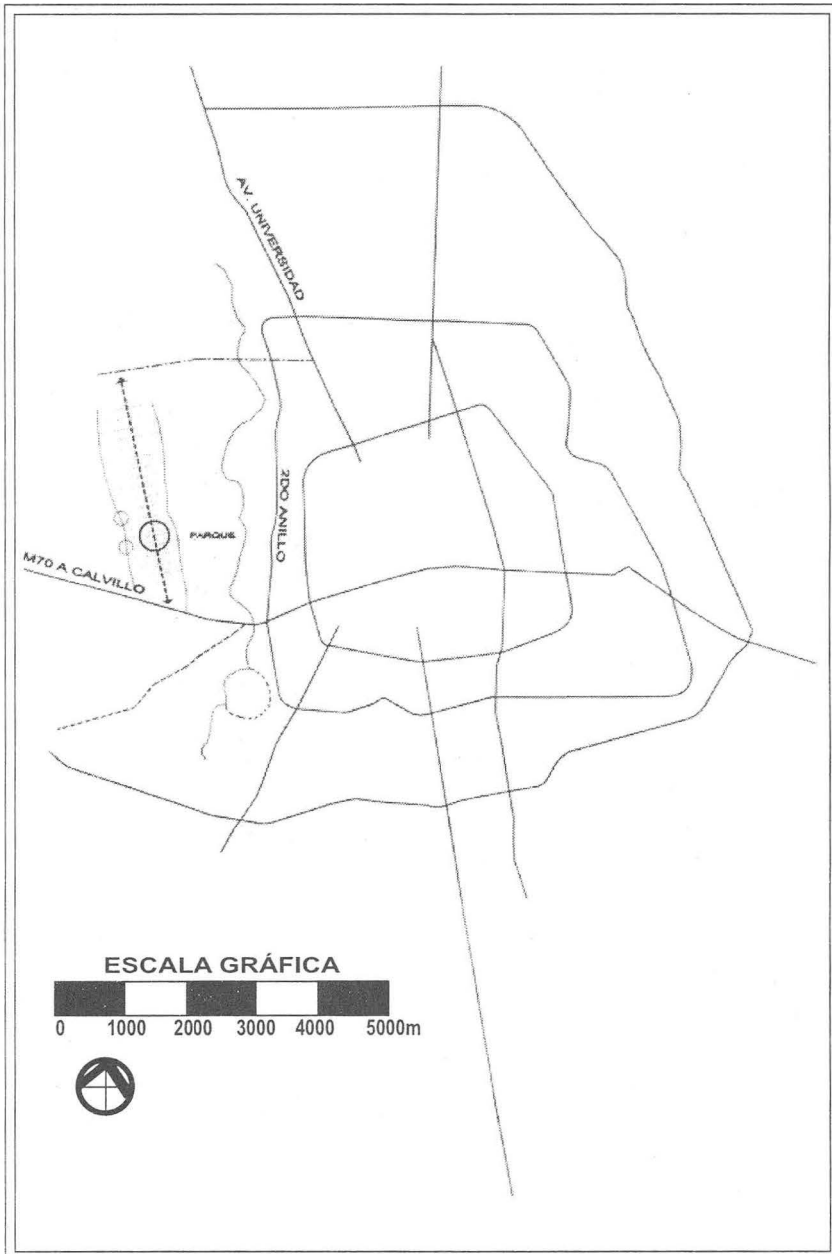 AV. UNIVERSIDAD
2DO ANILLO
PARQUE
M70 A CALVILLO
ESCALA GRÁFICA
0 1000 2000 3000 4000 5000m